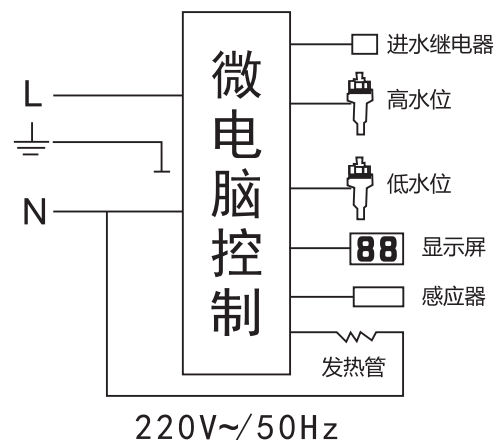 L
N
微电脑控制
进水继电器
高水位
低水位
88 显示屏
感应器
发热管
220V~/50Hz